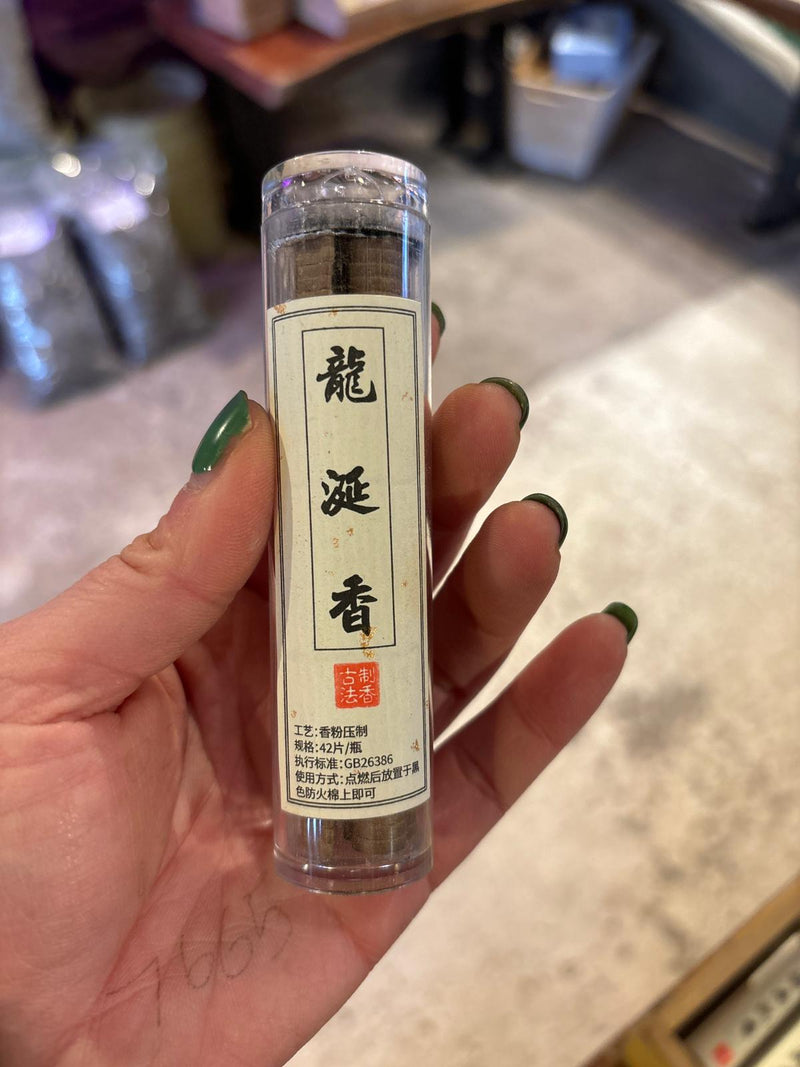 龍涎香
古法制香
工艺:香粉压制
规格:42片/瓶
执行标准:GB26386
使用方式:点燃后放置于黑
色防火棉上即可
7665